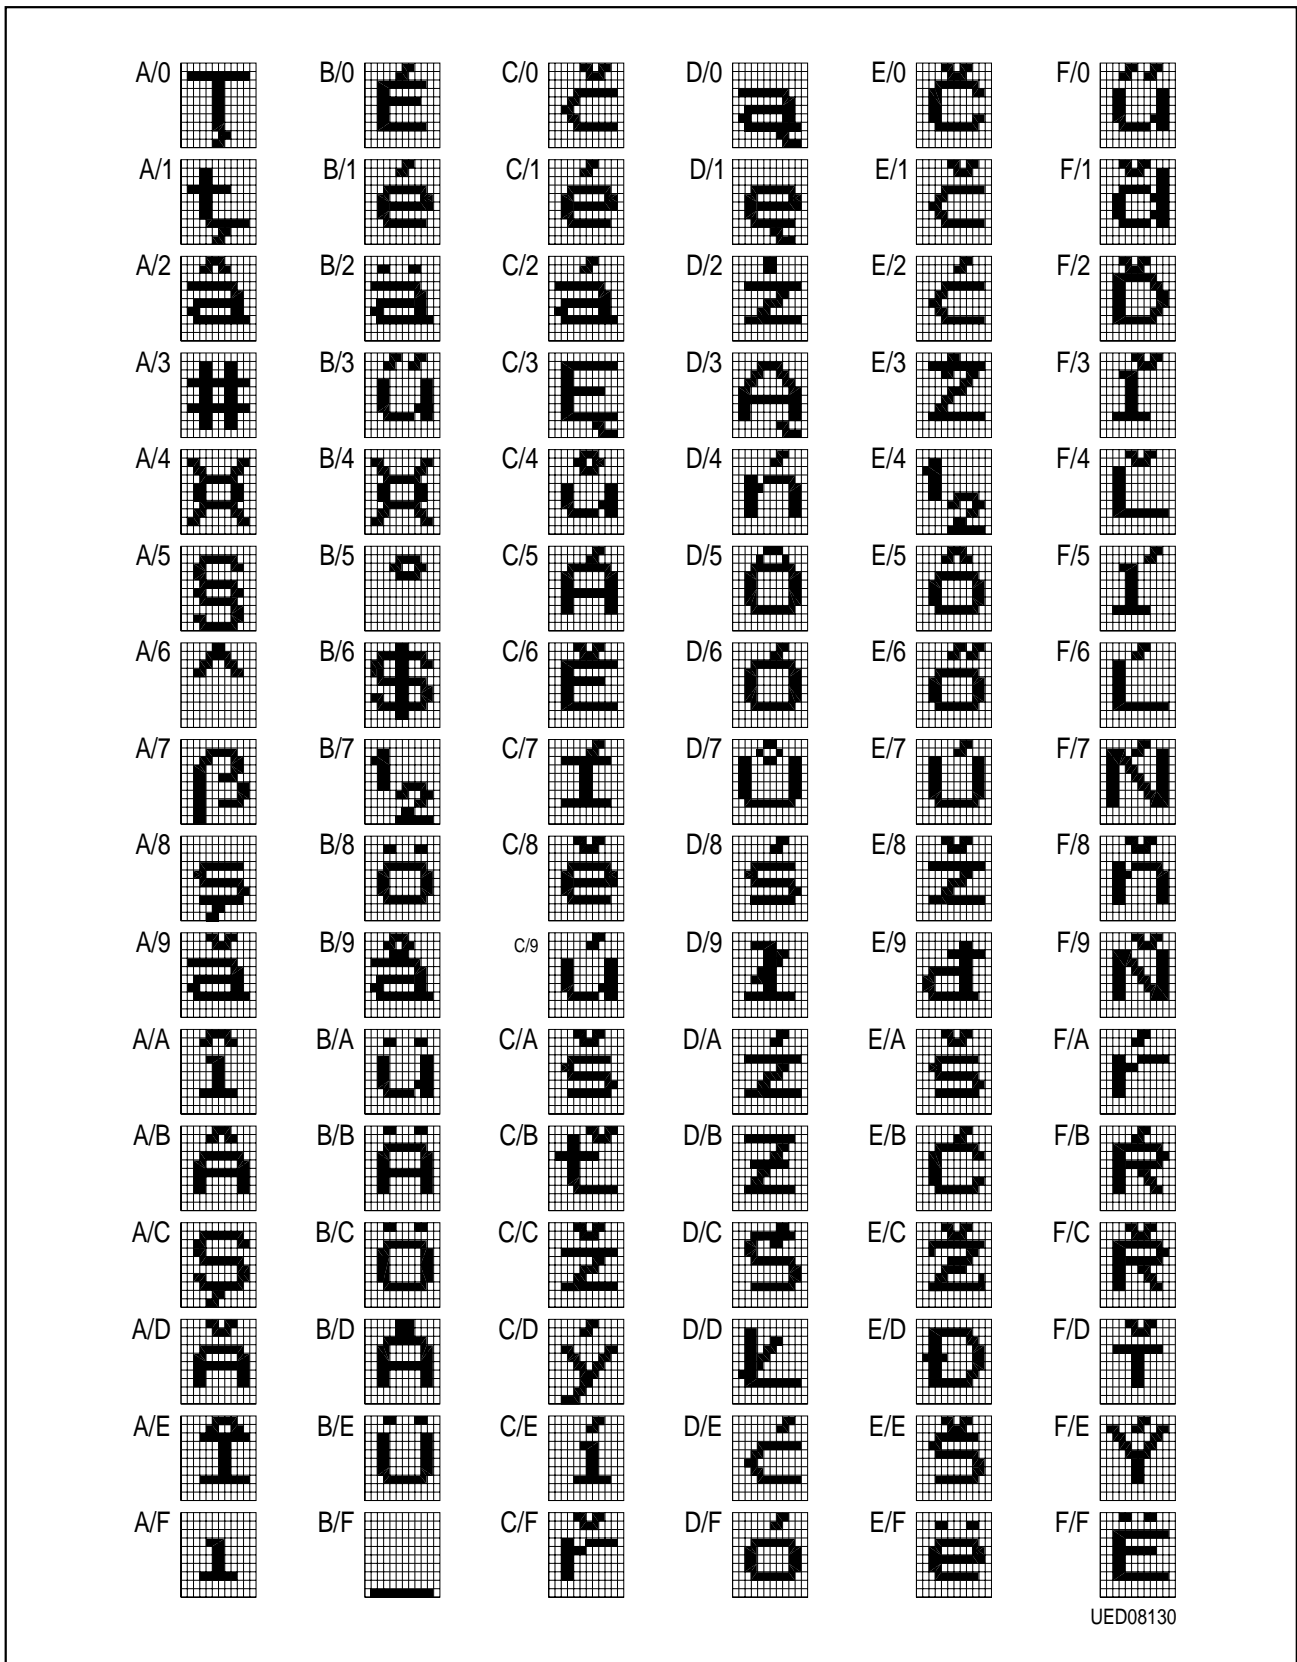 A/0 Ț B/0 É C/0 č D/0 ą E/0 Č F/0 ű
A/1 ț B/1 é C/1 é D/1 ę E/1 č F/1 ď
A/2 â B/2 ä C/2 á D/2 ż E/2 ć F/2 Ď
A/3 # B/3 ű C/3 Ę D/3 Ą E/3 Ż F/3 ǐ
A/4 ¤ B/4 ¤ C/4 ů D/4 ń E/4 ½ F/4 Ľ
A/5 § B/5 ° C/5 Á D/5 Ô E/5 ô F/5 í
A/6 ^ B/6 $ C/6 Ě D/6 Ó E/6 ő F/6 Ĺ
A/7 ß B/7 ½ C/7 Í D/7 Ů E/7 Ú F/7 Ń
A/8 ş B/8 ö C/8 ě D/8 ś E/8 Ž F/8 ň
A/9 ă B/9 å C/9 ú D/9 ł E/9 đ F/9 Ň
A/A î B/A ü C/A š D/A ź E/A š F/A ŕ
A/B Â B/B Ä C/B ť D/B Z E/B Ć F/B Ŕ
A/C Ş B/C Ö C/C ž D/C Ś E/C Ž F/C Ř
A/D Ă B/D Å C/D ý D/D Ł E/D Đ F/D Ť
A/E Î B/E Ü C/E í D/E ć E/E Š F/E Ý
A/F ı B/F _ C/F ř D/F ó E/F ë F/F Ë
UED08130